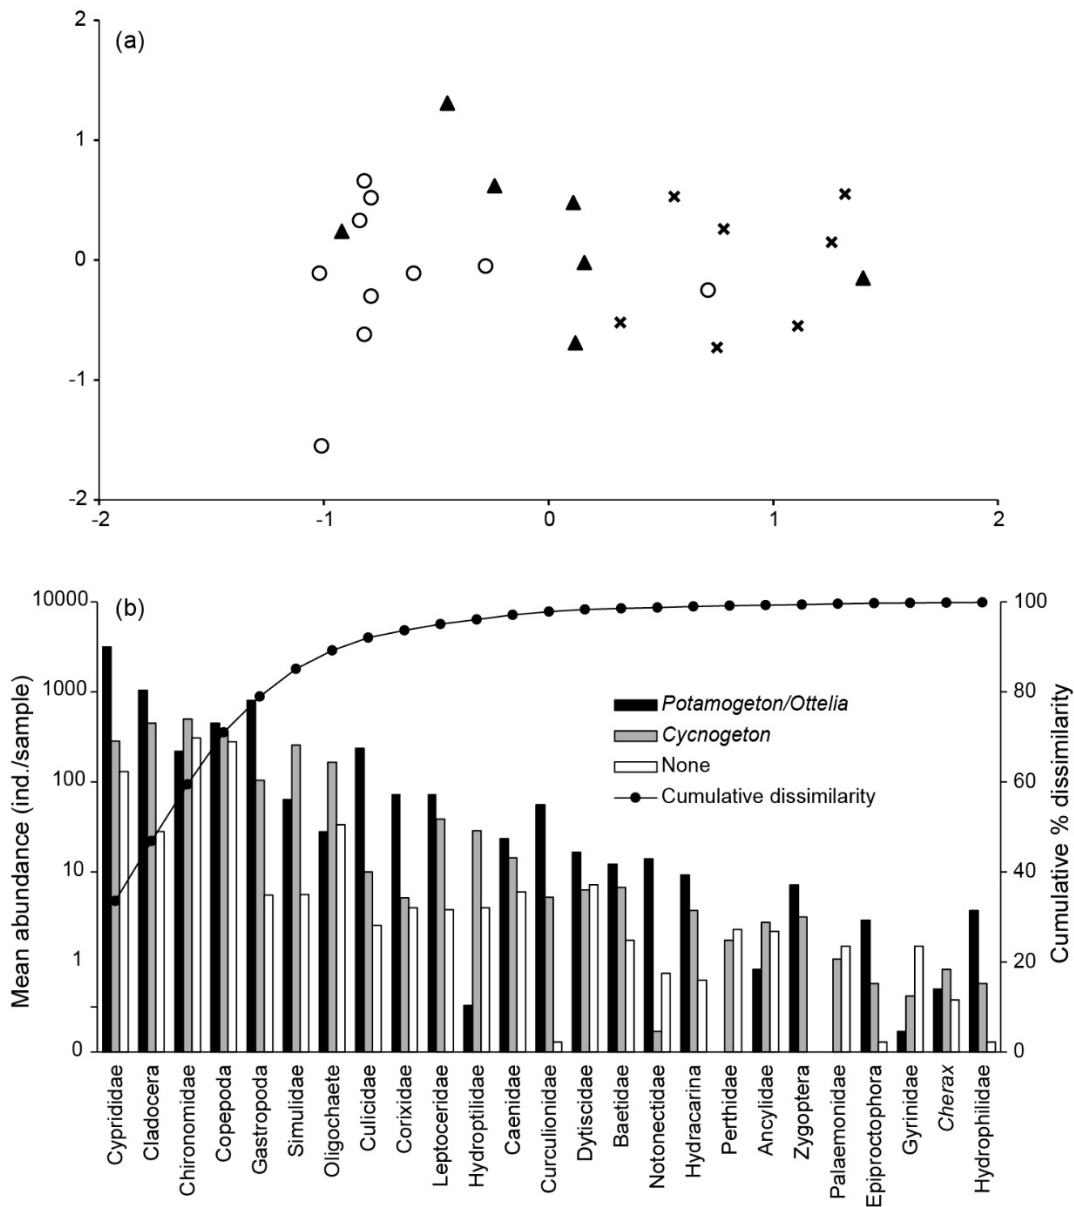 (a)
2
1
0
-1
-2
-2
-1
0
1
2
(b)
Mean abundance (ind./sample)
10000
1000
100
10
1
0
Potamogeton/Ottelia
Cycnogeton
None
Cumulative dissimilarity
100
80
60
40
20
0
Cumulative % dissimilarity
Cyprididae
Cladocera
Chironomidae
Copepoda
Gastropoda
Simulidae
Oligochaete
Culicidae
Corixidae
Leptoceridae
Hydroptilidae
Caenidae
Curculionidae
Dytiscidae
Baetidae
Notonectidae
Hydracarina
Perthidae
Ancylidae
Zygoptera
Palaemonidae
Epiproctophora
Gyrinidae
Cherax
Hydrophilidae